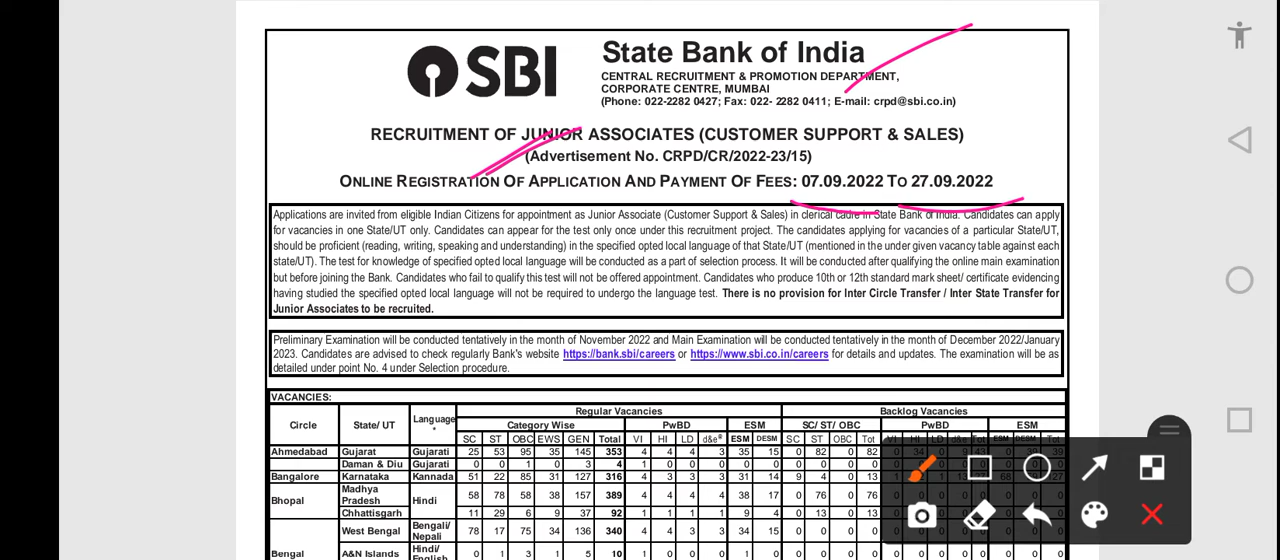 SBI
State Bank of India
CENTRAL RECRUITMENT & PROMOTION DEPARTMENT,
CORPORATE CENTRE, MUMBAI
(Phone: 022-2282 0427; Fax: 022- 2282 0411; E-mail: crpd@sbi.co.in)
RECRUITMENT OF JUNIOR ASSOCIATES (CUSTOMER SUPPORT & SALES)
(Advertisement No. CRPD/CR/2022-23/15)
ONLINE REGISTRATION OF APPLICATION AND PAYMENT OF FEES: 07.09.2022 TO 27.09.2022
Applications are invited from eligible Indian Citizens for appointment as Junior Associate (Customer Support & Sales) in clerical cadre in State Bank of India. Candidates can apply
for vacancies in one State/UT only. Candidates can appear for the test only once under this recruitment project. The candidates applying for vacancies of a particular State/UT,
should be proficient (reading, writing, speaking and understanding) in the specified opted local language of that State/UT (mentioned in the under given vacancy table against each
state/UT). The test for knowledge of specified opted local language will be conducted as a part of selection process. It will be conducted after qualifying the online main examination
but before joining the Bank. Candidates who fail to qualify this test will not be offered appointment. Candidates who produce 10th or 12th standard mark sheet/ certificate evidencing
having studied the specified opted local language will not be required to undergo the language test. There is no provision for Inter Circle Transfer / Inter State Transfer for
Junior Associates to be recruited.
Preliminary Examination will be conducted tentatively in the month of November 2022 and Main Examination will be conducted tentatively in the month of December 2022/January
2023. Candidates are advised to check regularly Bank's website https://bank.sbi/careers or https://www.sbi.co.in/careers for details and updates. The examination will be as
detailed under point No. 4 under Selection procedure.
VACANCIES:
Circle State/ UT Language * Regular Vacancies Backlog Vacancies
Category Wise PwBD ESM SC/ ST/ OBC PwBD ESM
SC ST OBC EWS GEN Total VI HI LD d&e@ ESM DESM SC ST OBC Tot VI HI LD d&e Tot ESM DESM Tot
Ahmedabad Gujarat Gujarati 25 53 95 35 145 353 4 4 4 3 35 15 0 82 0 82
Daman & Diu Gujarati 0 0 1 0 3 4 1 0 0 0 0 0 0 0 0 0
Bangalore Karnataka Kannada 51 22 85 31 127 316 4 3 3 3 31 14 9 4 0 13
Bhopal Madhya Pradesh Hindi 58 78 58 38 157 389 4 4 4 4 38 17 0 76 0 76
Chhattisgarh 11 29 6 9 37 92 1 1 1 1 9 4 0 13 0 13
Bengal West Bengal Bengali/ Nepali 78 17 75 34 136 340 4 4 3 3 34 15 0 0 0 0
A&N Islands Hindi/ English 0 1 3 1 5 10 1 0 0 0 1 0 0 0 0 0